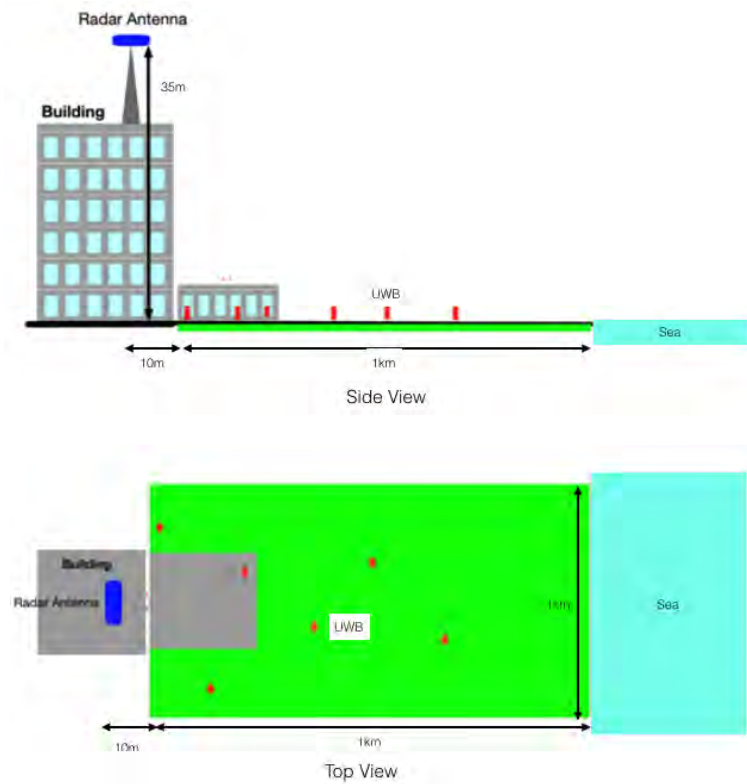 Radar Antenna
35m
Building
UWB
Sea
10m
1km
Side View
Building
Radar Antenna
1km
UWB
Sea
10m
1km
Top View